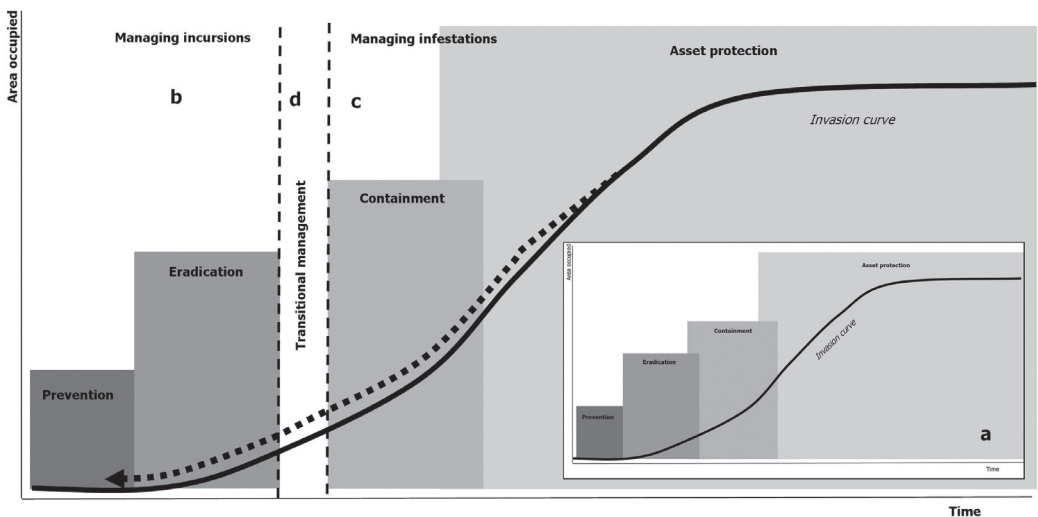 Area occupied
Managing incursions
Managing infestations
Asset protection
b
d
c
Invasion curve
Transitional management
Containment
Eradication
Prevention
Time
Area occupied
Asset protection
Containment
Invasion curve
Eradication
Prevention
a
Time